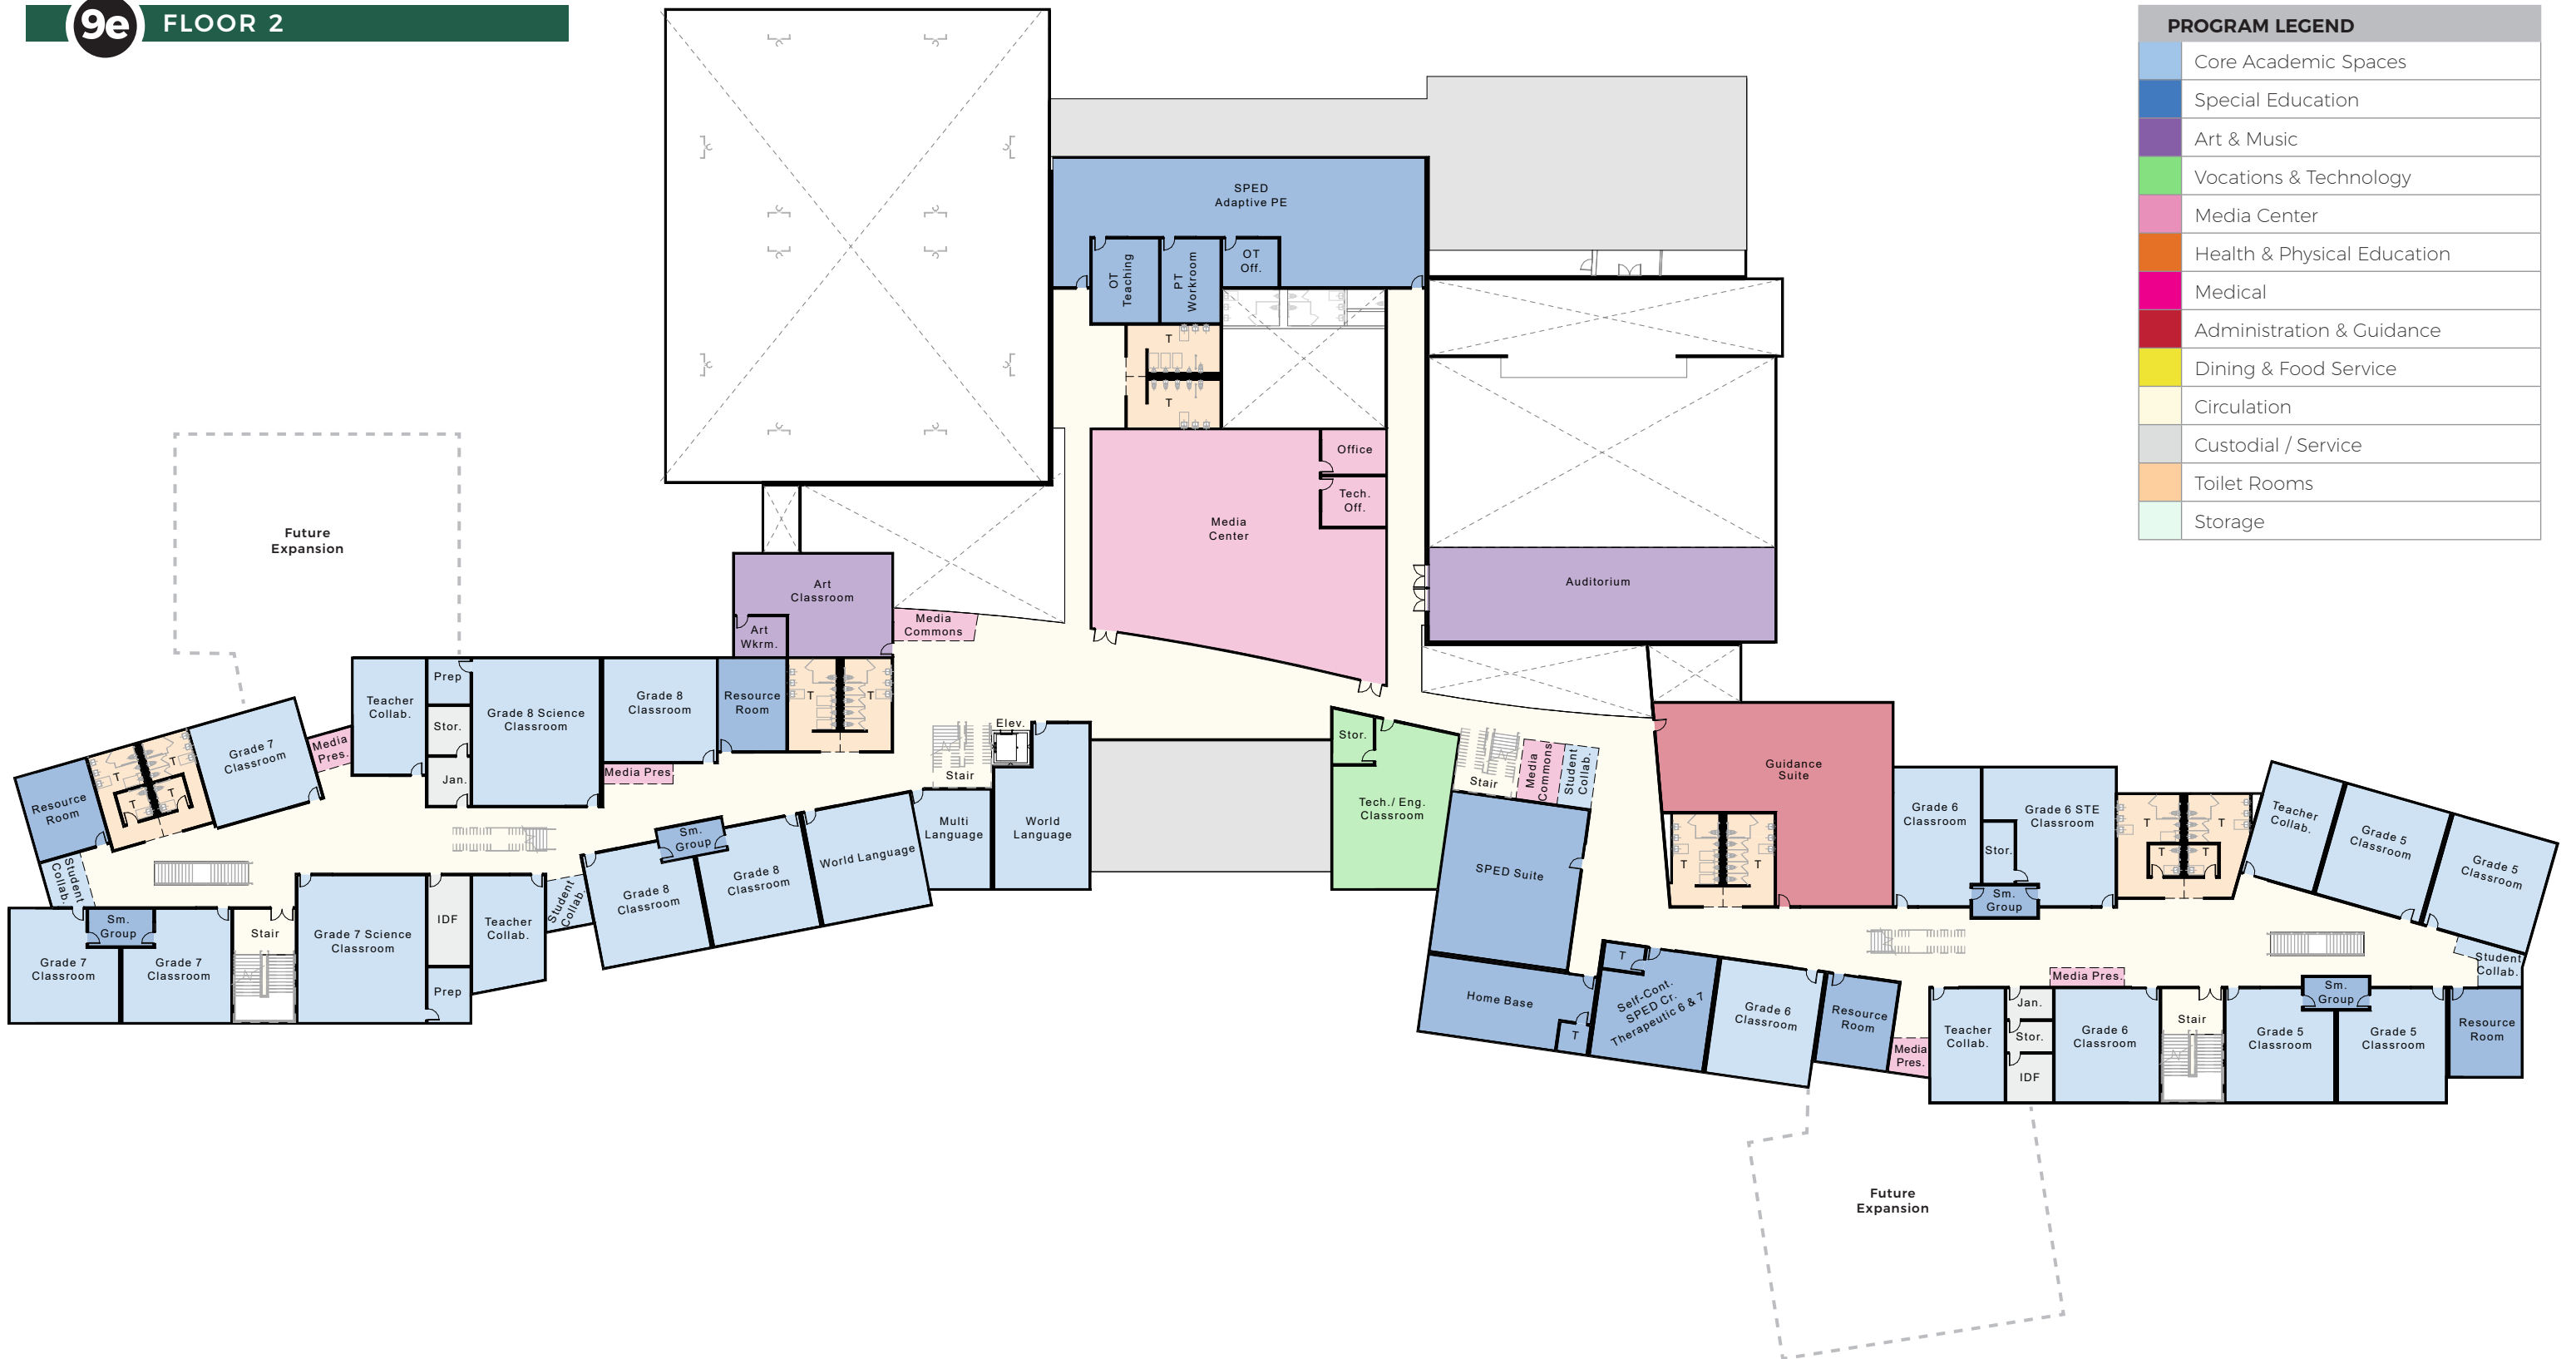 9e FLOOR 2
PROGRAM LEGEND
Core Academic Spaces
Special Education
Art & Music
Vocations & Technology
Media Center
Health & Physical Education
Medical
Administration & Guidance
Dining & Food Service
Circulation
Custodial / Service
Toilet Rooms
Storage
SPED
Adaptive PE
OT
Teaching
PT
Workroom
OT
Off.
T
T
Office
Tech.
Off.
Media
Center
Auditorium
Future
Expansion
Art
Classroom
Art
Wkrm.
Media
Commons
Teacher
Collab.
Prep
Stor.
Jan.
Grade 8 Science
Classroom
Grade 8
Classroom
Media Pres
Resource
Room
T
T
Elev.
Stair
World
Language
Multi
Language
World Language
Grade 8
Classroom
Sm.
Group
Grade 8
Classroom
Student
Collab.
Media
Pres.
Grade 7
Classroom
T
T
T
T
Resource
Room
Student
Collab.
Grade 7
Classroom
Sm.
Group
Grade 7
Classroom
Stair
Grade 7 Science
Classroom
IDF
Prep
Teacher
Collab.
Stor.
Tech./ Eng.
Classroom
Stair
Media
Commons
Student
Collab.
SPED Suite
Home Base
T
T
Self-Cont.
SPED Cr.
Therapeutic 6 & 7
Grade 6
Classroom
Resource
Room
Media
Pres.
Guidance
Suite
T
T
Grade 6
Classroom
Grade 6 STE
Classroom
Stor.
Sm.
Group
T
T
T
T
Teacher
Collab.
Grade 5
Classroom
Grade 5
Classroom
Student
Collab.
Media Pres.
Teacher
Collab.
Jan.
Stor.
IDF
Grade 6
Classroom
Stair
Grade 5
Classroom
Sm.
Group
Grade 5
Classroom
Resource
Room
Future
Expansion